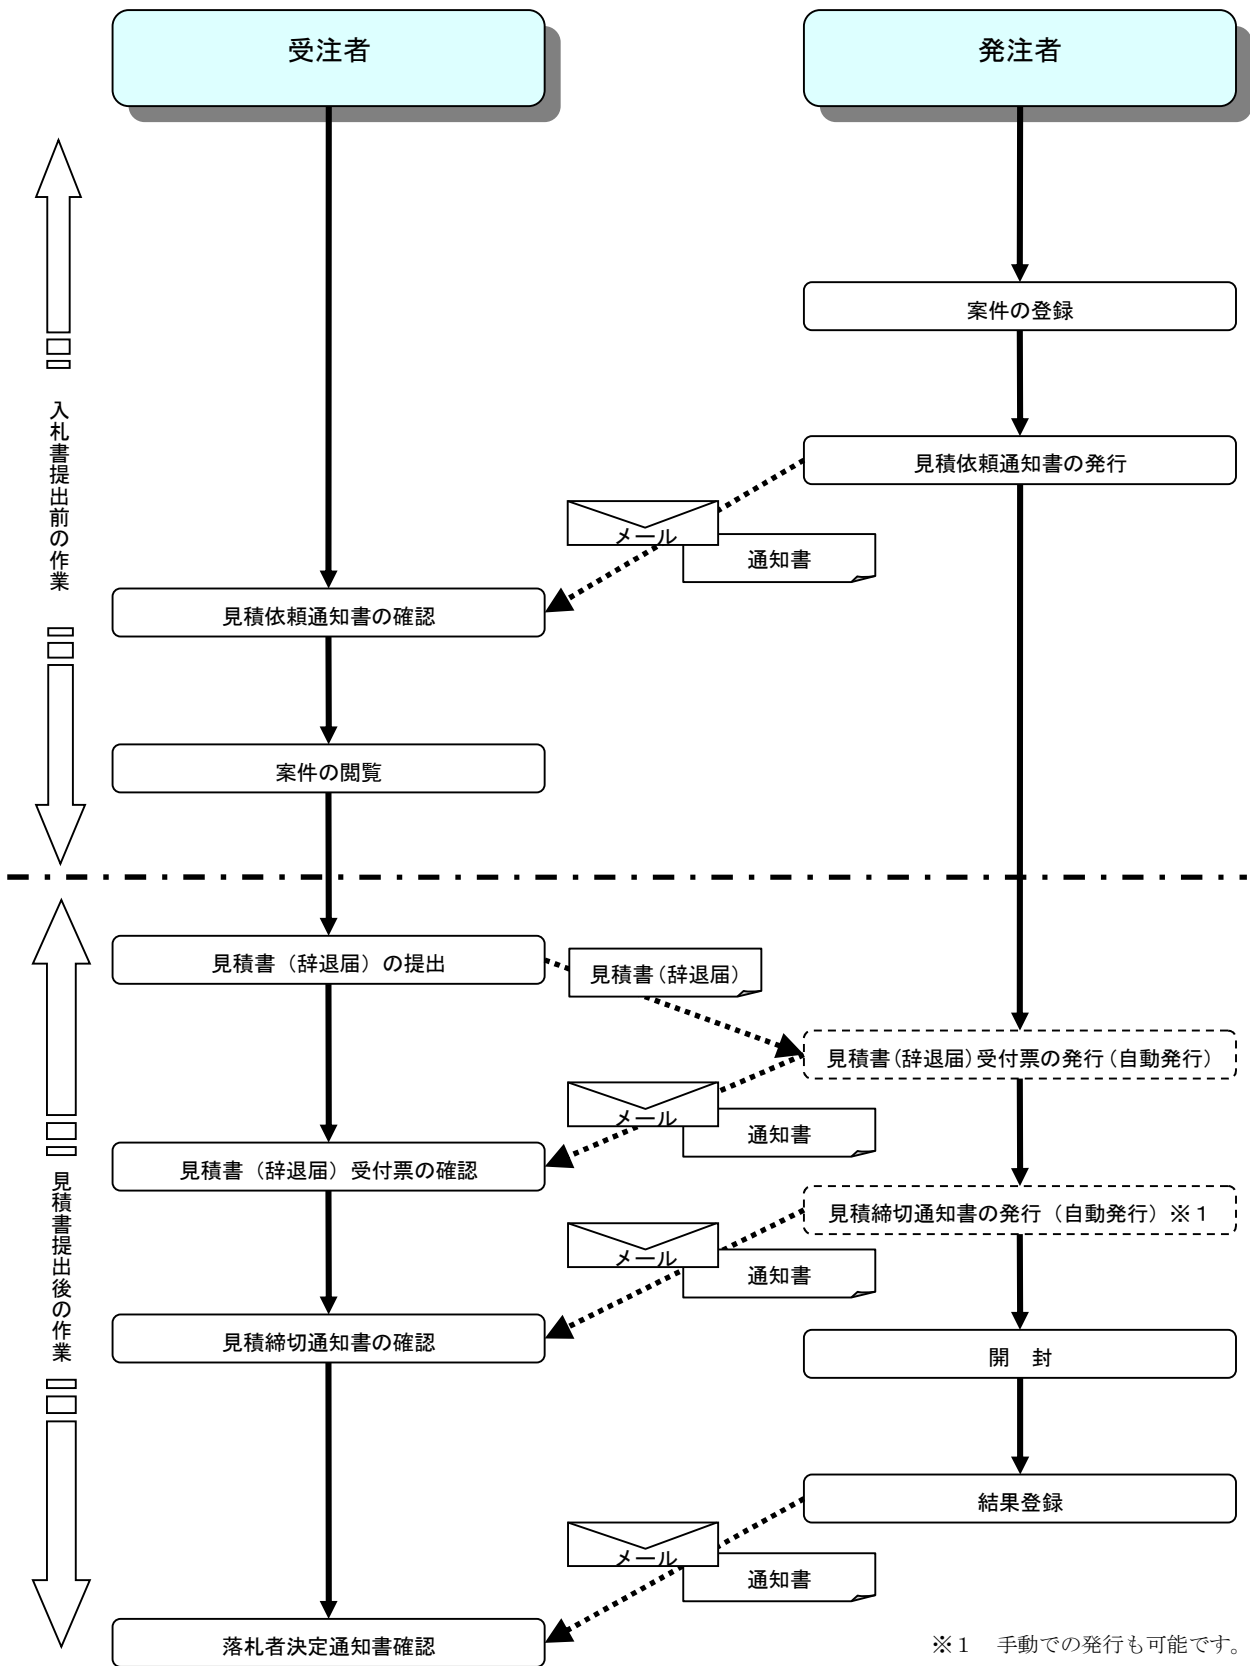 受注者
発注者
案件の登録
見積依頼通知書の発行
メール
通知書
見積依頼通知書の確認
案件の閲覧
入札書提出前の作業
見積書（辞退届）の提出
見積書（辞退届）
見積書（辞退届）受付票の発行（自動発行）
メール
通知書
見積書（辞退届）受付票の確認
見積締切通知書の発行（自動発行）※１
メール
通知書
見積締切通知書の確認
見積書提出後の作業
開　封
結果登録
メール
通知書
落札者決定通知書確認
※１　手動での発行も可能です。